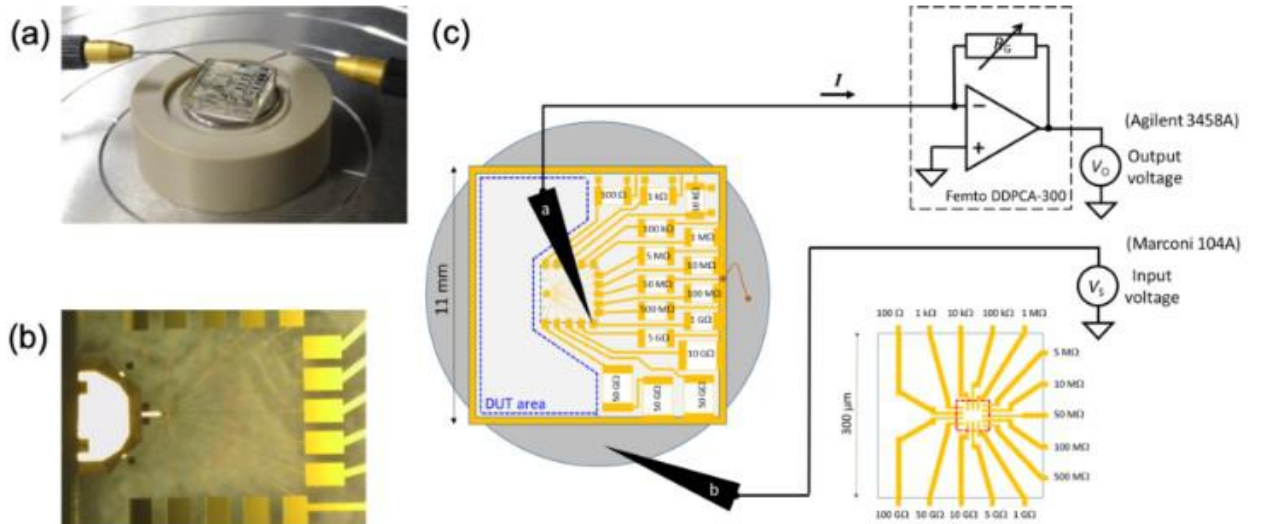 (a)
(b)
(c)
I
R_G
−
+
Femto DDPCA-300
(Agilent 3458A)
V_O
Output
voltage
(Marconi 104A)
V_S
Input
voltage
a
b
11 mm
DUT area
100 Ω
1 kΩ
10 kΩ
100 kΩ
1 MΩ
5 MΩ
10 MΩ
50 MΩ
100 MΩ
500 MΩ
1 GΩ
5 GΩ
10 GΩ
50 GΩ
50 GΩ
50 GΩ
300 µm
100 Ω 1 kΩ 10 kΩ 100 kΩ 1 MΩ
5 MΩ
10 MΩ
50 MΩ
100 MΩ
500 MΩ
100 GΩ 50 GΩ 10 GΩ 5 GΩ 1 GΩ